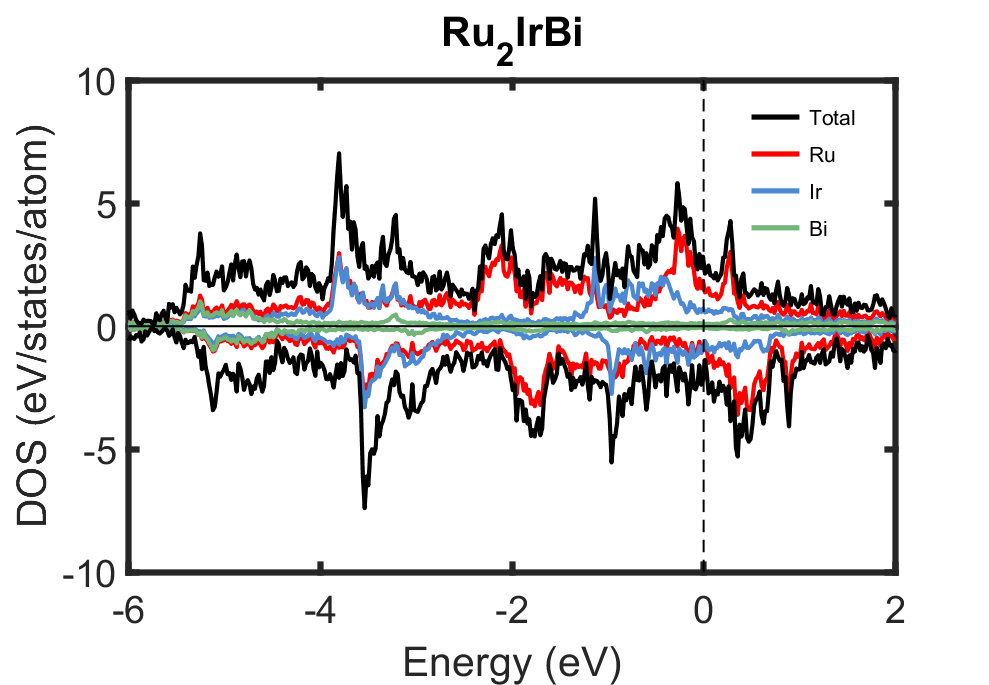 Ru₂IrBi
10
5
0
-5
-10
DOS (eV/states/atom)
Total
Ru
Ir
Bi
-6 -4 -2 0 2
Energy (eV)